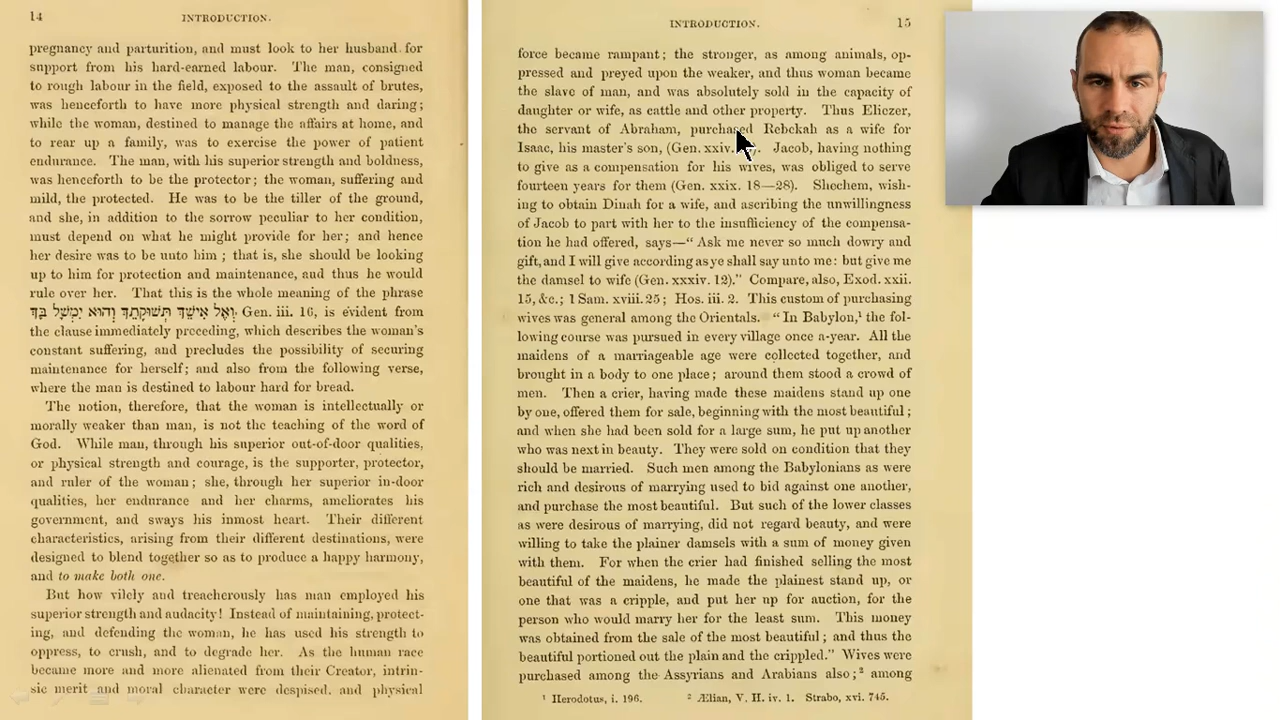 14
INTRODUCTION.
pregnancy and parturition, and must look to her husband for
support from his hard-earned labour. The man, consigned
to rough labour in the field, exposed to the assault of brutes,
was henceforth to have more physical strength and daring;
while the woman, destined to manage the affairs at home, and
to rear up a family, was to exercise the power of patient
endurance. The man, with his superior strength and boldness,
was henceforth to be the protector; the woman, suffering and
mild, the protected. He was to be the tiller of the ground,
and she, in addition to the sorrow peculiar to her condition,
must depend on what he might provide for her; and hence
her desire was to be unto him; that is, she should be looking
up to him for protection and maintenance, and thus he would
rule over her. That this is the whole meaning of the phrase
וְאֶל אִישֵׁךְ תְּשׁוּקָתֵךְ וְהוּא יִמְשָׁל בָּךְ, Gen. iii. 16, is evident from
the clause immediately preceding, which describes the woman's
constant suffering, and precludes the possibility of securing
maintenance for herself; and also from the following verse,
where the man is destined to labour hard for bread.
The notion, therefore, that the woman is intellectually or
morally weaker than man, is not the teaching of the word of
God. While man, through his superior out-of-door qualities,
or physical strength and courage, is the supporter, protector,
and ruler of the woman; she, through her superior in-door
qualities, her endurance and her charms, ameliorates his
government, and sways his inmost heart. Their different
characteristics, arising from their different destinations, were
designed to blend together so as to produce a happy harmony,
and to make both one.
But how vilely and treacherously has man employed his
superior strength and audacity! Instead of maintaining, protect-
ing, and defending the woman, he has used his strength to
oppress, to crush, and to degrade her. As the human race
became more and more alienated from their Creator, intrin-
sic merit and moral character were despised, and physical
INTRODUCTION.
15
force became rampant; the stronger, as among animals, op-
pressed and preyed upon the weaker, and thus woman became
the slave of man, and was absolutely sold in the capacity of
daughter or wife, as cattle and other property. Thus Eliezer,
the servant of Abraham, purchased Rebekah as a wife for
Isaac, his master's son, (Gen. xxiv. Jacob, having nothing
to give as a compensation for his wives, was obliged to serve
fourteen years for them (Gen. xxix. 18—28). Shechem, wish-
ing to obtain Dinah for a wife, and ascribing the unwillingness
of Jacob to part with her to the insufficiency of the compensa-
tion he had offered, says—“Ask me never so much dowry and
gift, and I will give according as ye shall say unto me: but give me
the damsel to wife (Gen. xxxiv. 12).” Compare, also, Exod. xxii.
15, &c.; 1 Sam. xviii. 25; Hos. iii. 2. This custom of purchasing
wives was general among the Orientals. “In Babylon,¹ the fol-
lowing course was pursued in every village once a-year. All the
maidens of a marriageable age were collected together, and
brought in a body to one place; around them stood a crowd of
men. Then a crier, having made these maidens stand up one
by one, offered them for sale, beginning with the most beautiful;
and when she had been sold for a large sum, he put up another
who was next in beauty. They were sold on condition that they
should be married. Such men among the Babylonians as were
rich and desirous of marrying used to bid against one another,
and purchase the most beautiful. But such of the lower classes
as were desirous of marrying, did not regard beauty, and were
willing to take the plainer damsels with a sum of money given
with them. For when the crier had finished selling the most
beautiful of the maidens, he made the plainest stand up, or
one that was a cripple, and put her up for auction, for the
person who would marry her for the least sum. This money
was obtained from the sale of the most beautiful; and thus the
beautiful portioned out the plain and the crippled.” Wives were
purchased among the Assyrians and Arabians also;² among
¹ Herodotus, i. 196. ² Ælian, V. H. iv. 1. Strabo, xvi. 745.